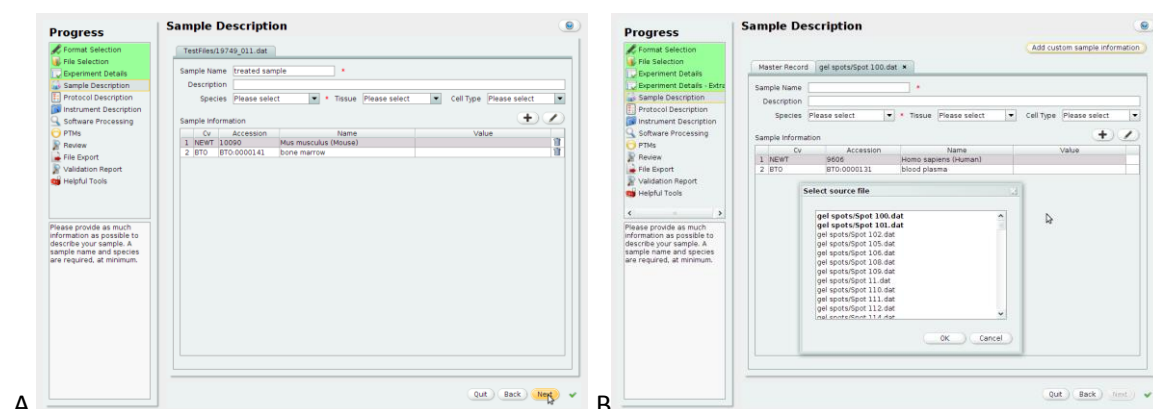 Progress
Format Selection
File Selection
Experiment Details
Sample Description
Protocol Description
Instrument Description
Software Processing
PTMs
Review
File Export
Validation Report
Helpful Tools
Please provide as much
information as possible to
describe your sample. A
sample name and species
are required, at minimum.
Sample Description
TestFiles/19749_011.dat
Sample Name treated sample *
Description
Species Please select * Tissue Please select Cell Type Please select
Sample Information
Cv Accession Name Value
1 NEWT 10090 Mus musculus (Mouse)
2 BTO BTO:0000141 bone marrow
Quit Back Next
A
Progress
Format Selection
File Selection
Experiment Details
Experiment Details - Extra
Sample Description
Protocol Description
Instrument Description
Software Processing
PTMs
Review
File Export
Validation Report
Helpful Tools
Please provide as much
information as possible to
describe your sample. A
sample name and species
are required, at minimum.
Sample Description
Add custom sample information
Master Record gel spots/Spot 100.dat ×
Sample Name *
Description
Species Please select * Tissue Please select Cell Type Please select
Sample Information
Cv Accession Name Value
1 NEWT 9606 Homo sapiens (Human)
2 BTO BTO:0000131 blood plasma
Select source file
gel spots/Spot 100.dat
gel spots/Spot 101.dat
gel spots/Spot 102.dat
gel spots/Spot 105.dat
gel spots/Spot 106.dat
gel spots/Spot 108.dat
gel spots/Spot 109.dat
gel spots/Spot 11.dat
gel spots/Spot 110.dat
gel spots/Spot 111.dat
gel spots/Spot 112.dat
gel spots/Spot 114.dat
OK Cancel
Quit Back Next
B